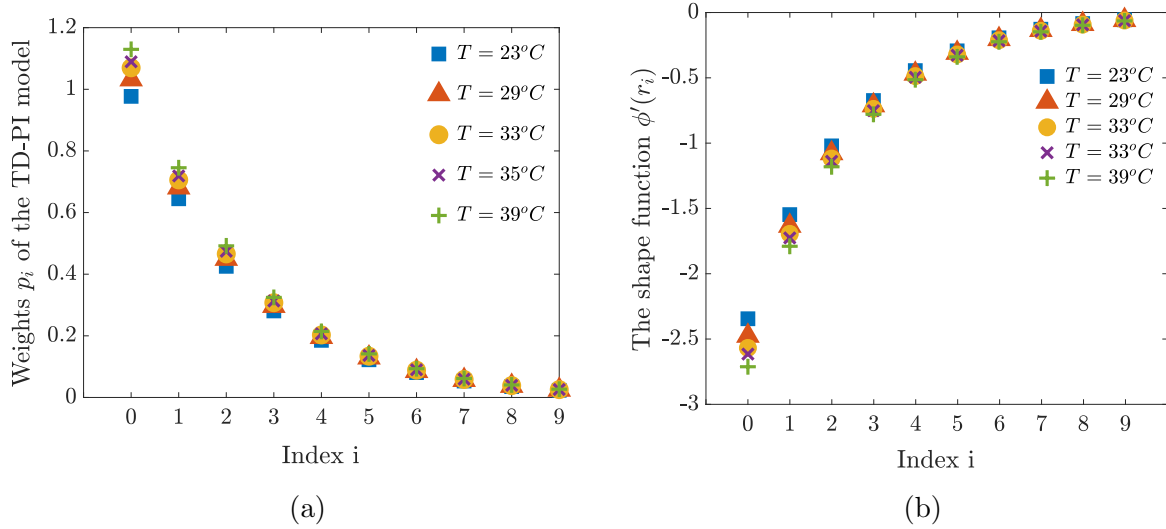 Weights p_i of the TD-PI model
1.2
1
0.8
0.6
0.4
0.2
0
0 1 2 3 4 5 6 7 8 9
Index i
T = 23°C
T = 29°C
T = 33°C
T = 35°C
T = 39°C
(a)
The shape function ϕ′(r_i)
-0
-0.5
-1
-1.5
-2
-2.5
-3
0 1 2 3 4 5 6 7 8 9
Index i
T = 23°C
T = 29°C
T = 33°C
T = 33°C
T = 39°C
(b)